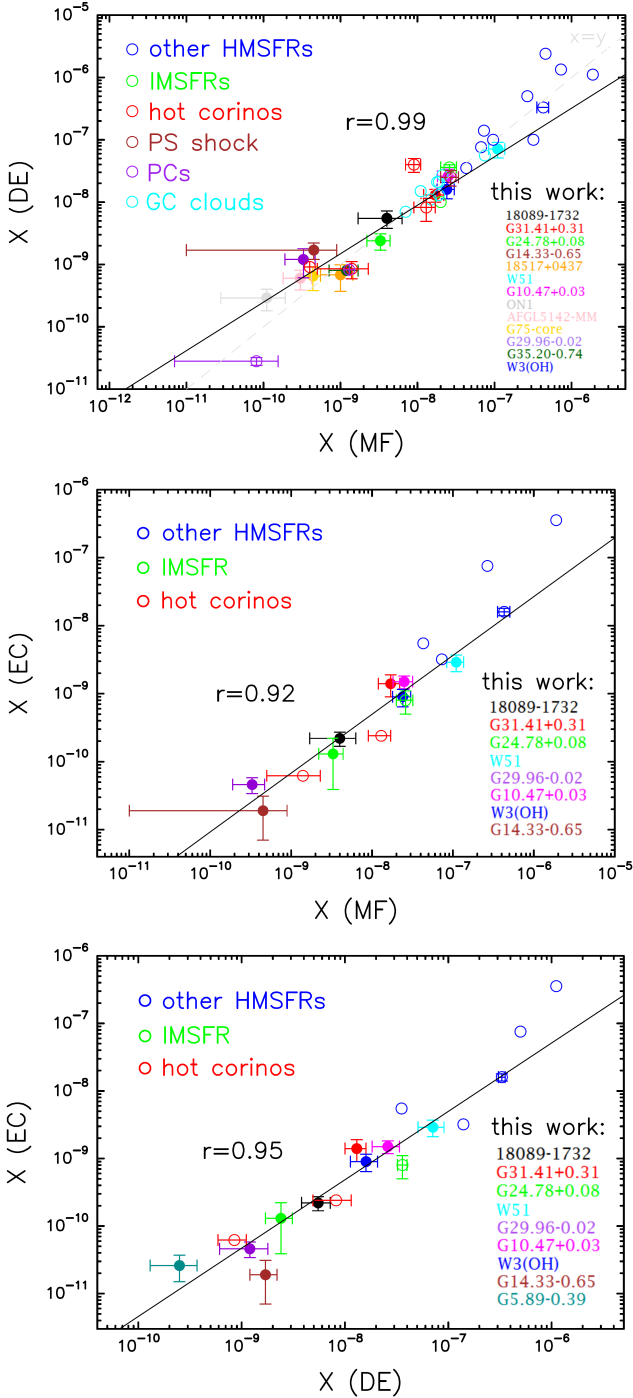 10⁻⁵
other HMSFRs
x=y
IMSFRs
10⁻⁶
hot corinos
r=0.99
PS shock
10⁻⁷
PCs
GC clouds
this work:
10⁻⁸
18089-1732
G31.41+0.31
G24.78+0.08
G14.33-0.65
10⁻⁹
18517+0437
W51
G10.47+0.03
ON1
AFGL5142-MM
10⁻¹⁰
G75-core
G29.96-0.02
G35.20-0.74
W3(OH)
10⁻¹¹
X (DE)
10⁻¹² 10⁻¹¹ 10⁻¹⁰ 10⁻⁹ 10⁻⁸ 10⁻⁷ 10⁻⁶
X (MF)
10⁻⁶
other HMSFRs
10⁻⁷
IMSFR
hot corinos
10⁻⁸
r=0.92
this work:
10⁻⁹
18089-1732
G31.41+0.31
G24.78+0.08
10⁻¹⁰
W51
G29.96-0.02
G10.47+0.03
W3(OH)
10⁻¹¹
G14.33-0.65
X (EC)
10⁻¹¹ 10⁻¹⁰ 10⁻⁹ 10⁻⁸ 10⁻⁷ 10⁻⁶ 10⁻⁵
X (MF)
10⁻⁶
other HMSFRs
10⁻⁷
IMSFR
hot corinos
10⁻⁸
this work:
r=0.95
10⁻⁹
18089-1732
G31.41+0.31
G24.78+0.08
W51
10⁻¹⁰
G29.96-0.02
G10.47+0.03
W3(OH)
G14.33-0.65
10⁻¹¹
G5.89-0.39
X (EC)
10⁻¹⁰ 10⁻⁹ 10⁻⁸ 10⁻⁷ 10⁻⁶
X (DE)